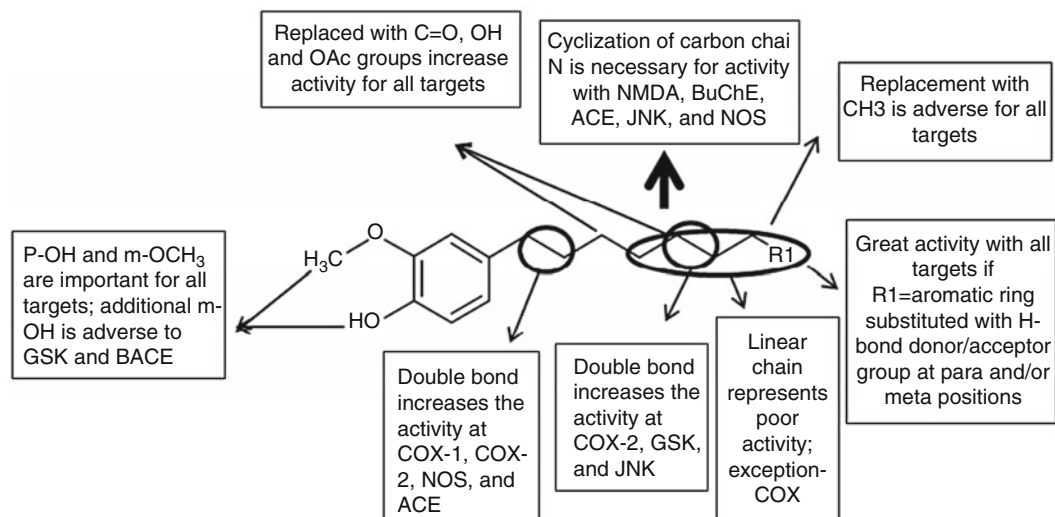 Replaced with C=O, OH
and OAc groups increase
activity for all targets
Cyclization of carbon chai
N is necessary for activity
with NMDA, BuChE,
ACE, JNK, and NOS
Replacement with
CH3 is adverse for all
targets
P-OH and m-OCH₃
are important for all
targets; additional m-
OH is adverse to
GSK and BACE
H₃C
O
HO
R1
Great activity with all
targets if
R1=aromatic ring
substituted with H-
bond donor/acceptor
group at para and/or
meta positions
Double bond
increases the
activity at
COX-1, COX-
2, NOS, and
ACE
Double bond
increases the
activity at
COX-2, GSK,
and JNK
Linear
chain
represents
poor
activity;
exception-
COX